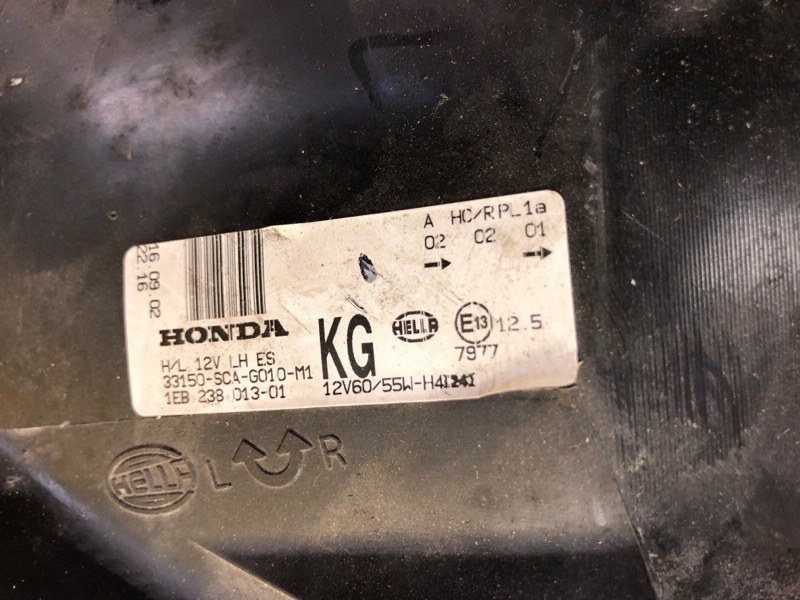 16 09.02
22 16
A HC/R PL 1a
02 02 01
HONDA
H/L 12V LH ES
33150-SCA-G010-M1
1EB 238 013-01
KG
HELLA
E13
12.5
7977
12V60/55W-H4
HELLA L R